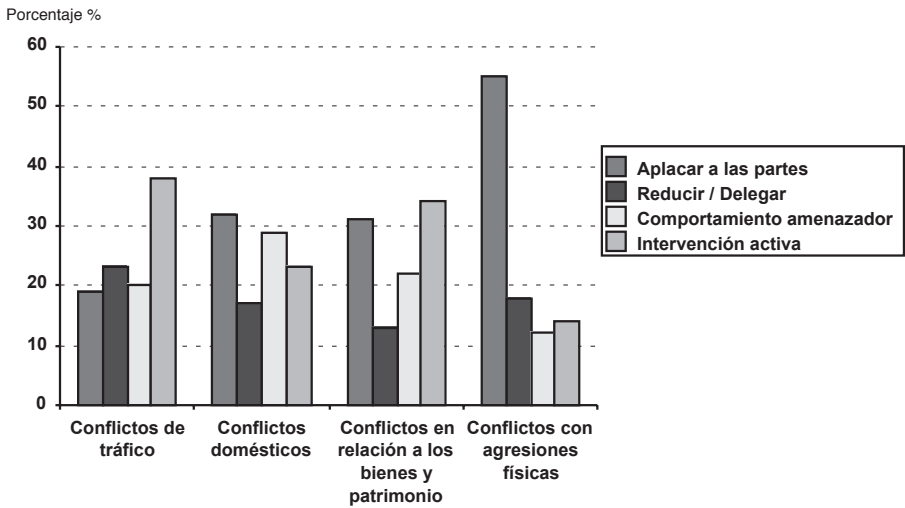 Porcentaje %
60
50
40
30
20
10
0
Aplacar a las partes
Reducir / Delegar
Comportamiento amenazador
Intervención activa
Conflictos de
tráfico
Conflictos
domésticos
Conflictos en
relación a los
bienes y
patrimonio
Conflictos con
agresiones
físicas